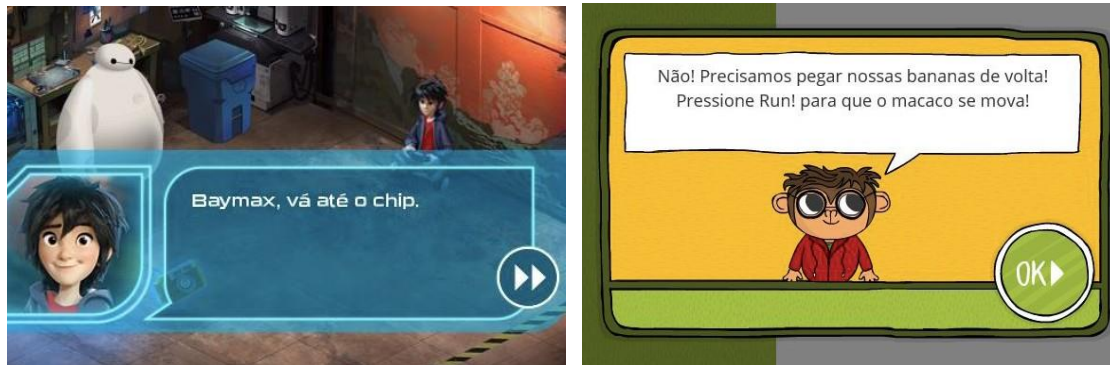 Baymax, vá até o chip.
Não! Precisamos pegar nossas bananas de volta!
Pressione Run! para que o macaco se mova!
OK